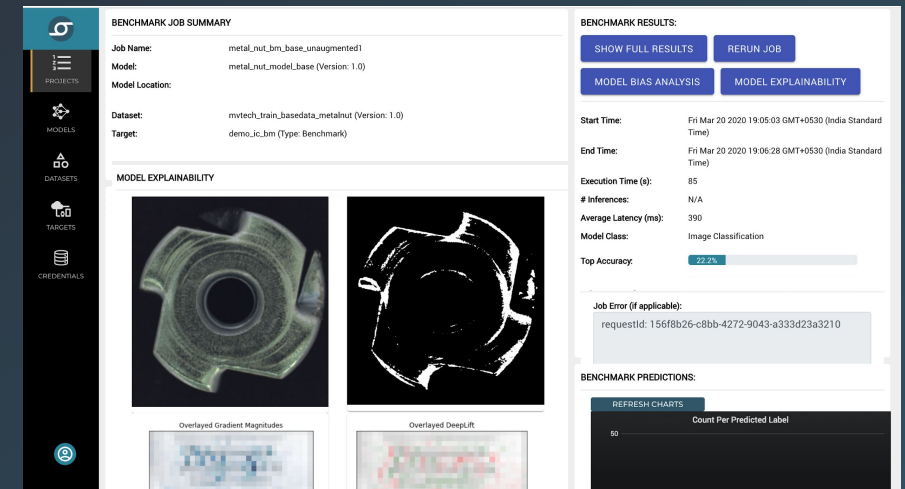 PROJECTS
MODELS
DATASETS
TARGETS
CREDENTIALS
BENCHMARK JOB SUMMARY
Job Name: metal_nut_bm_base_unaugmented1
Model: metal_nut_model_base (Version: 1.0)
Model Location:
Dataset: mvtech_train_basedata_metalnut (Version: 1.0)
Target: demo_ic_bm (Type: Benchmark)
MODEL EXPLAINABILITY
Overlayed Gradient Magnitudes
Overlayed DeepLift
BENCHMARK RESULTS:
SHOW FULL RESULTS
RERUN JOB
MODEL BIAS ANALYSIS
MODEL EXPLAINABILITY
Start Time: Fri Mar 20 2020 19:05:03 GMT+0530 (India Standard
Time)
End Time: Fri Mar 20 2020 19:06:28 GMT+0530 (India Standard
Time)
Execution Time (s): 85
# Inferences: N/A
Average Latency (ms): 390
Model Class: Image Classification
Top Accuracy: 22.2%
Job Error (if applicable):
requestId: 156f8b26-c8bb-4272-9043-a333d23a3210
BENCHMARK PREDICTIONS:
REFRESH CHARTS
Count Per Predicted Label
50